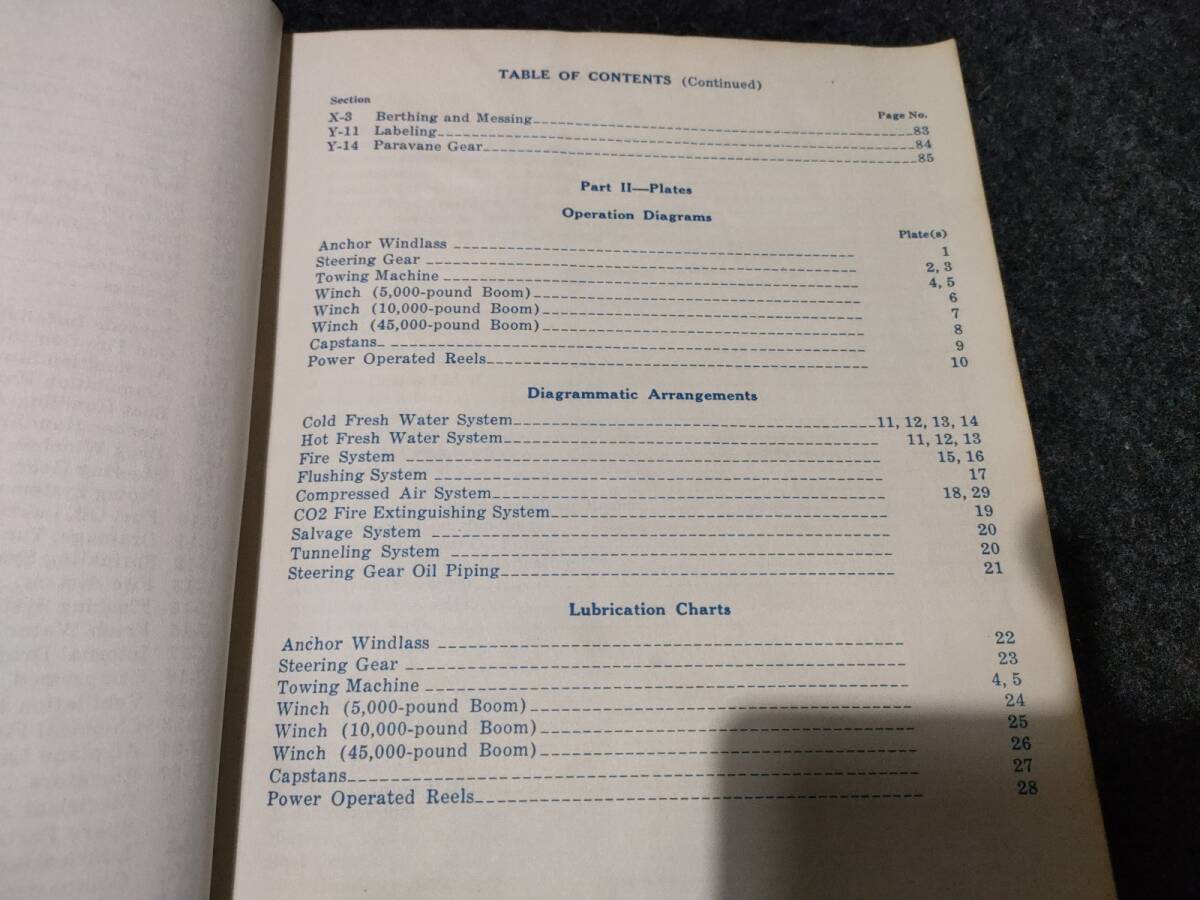 TABLE OF CONTENTS (Continued)
Section
Page No.
X-3 Berthing and Messing 83
Y-11 Labeling 84
Y-14 Paravane Gear 85
Part II—Plates
Operation Diagrams
Plate(s)
Anchor Windlass 1
Steering Gear 2, 3
Towing Machine 4, 5
Winch (5,000-pound Boom) 6
Winch (10,000-pound Boom) 7
Winch (45,000-pound Boom) 8
Capstans 9
Power Operated Reels 10
Diagrammatic Arrangements
Cold Fresh Water System 11, 12, 13, 14
Hot Fresh Water System 11, 12, 13
Fire System 15, 16
Flushing System 17
Compressed Air System 18, 29
CO2 Fire Extinguishing System 19
Salvage System 20
Tunneling System 20
Steering Gear Oil Piping 21
Lubrication Charts
Anchor Windlass 22
Steering Gear 23
Towing Machine 4, 5
Winch (5,000-pound Boom) 24
Winch (10,000-pound Boom) 25
Winch (45,000-pound Boom) 26
Capstans 27
Power Operated Reels 28